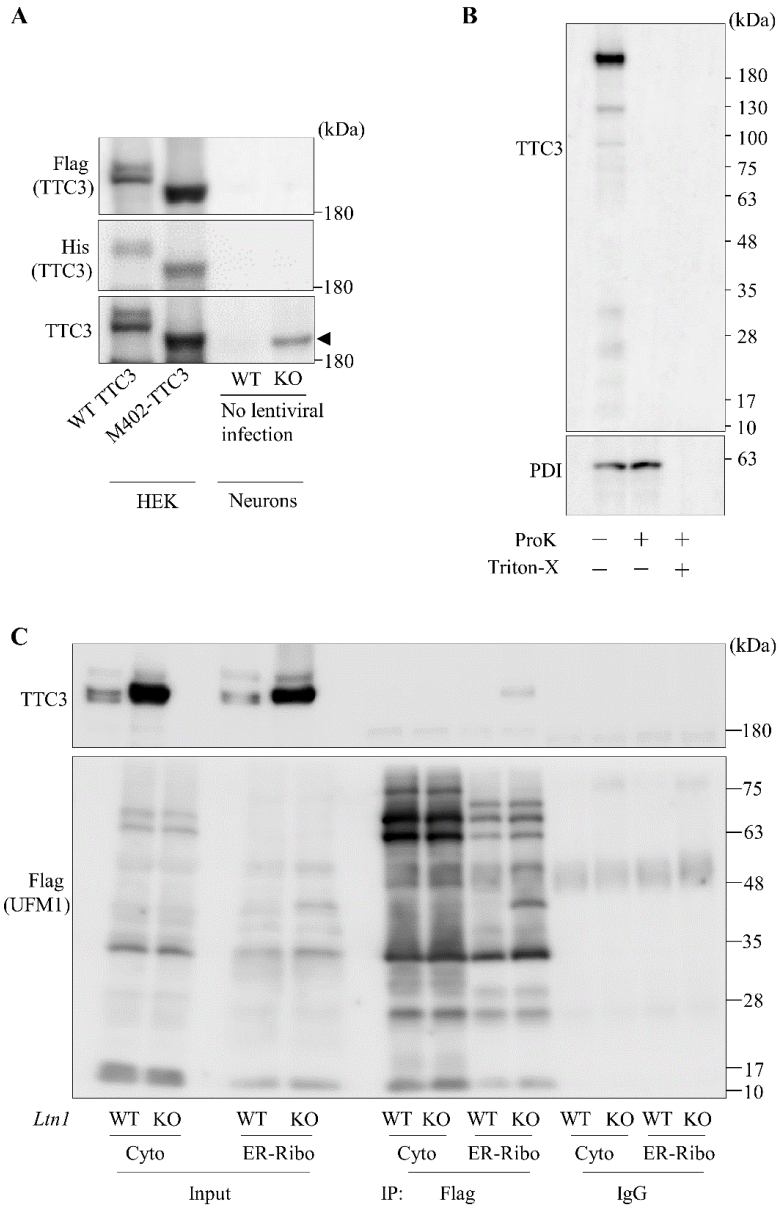 A
(kDa)
Flag
(TTC3)
180
His
(TTC3)
180
TTC3
180
WT TTC3
M402-TTC3
WT KO
No lentiviral
infection
HEK Neurons
B
(kDa)
TTC3
180
130
100
75
63
48
35
28
17
10
PDI
63
ProK − + +
Triton-X − − +
C
(kDa)
TTC3
180
Flag
(UFM1)
75
63
48
35
28
17
10
Ltn1 WT KO WT KO WT KO WT KO WT KO WT KO
Cyto ER-Ribo Cyto ER-Ribo Cyto ER-Ribo
Input IP: Flag IgG